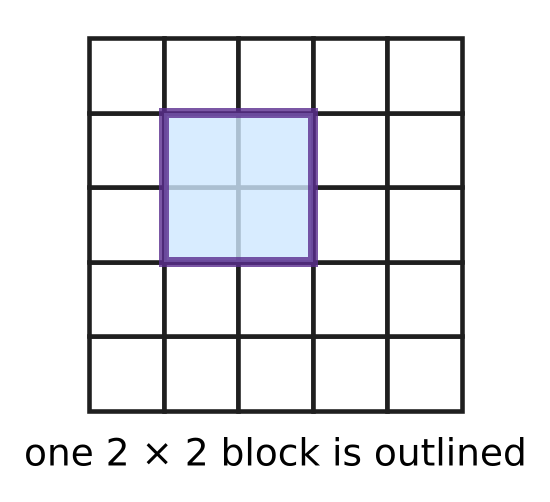 one 2 × 2 block is outlined